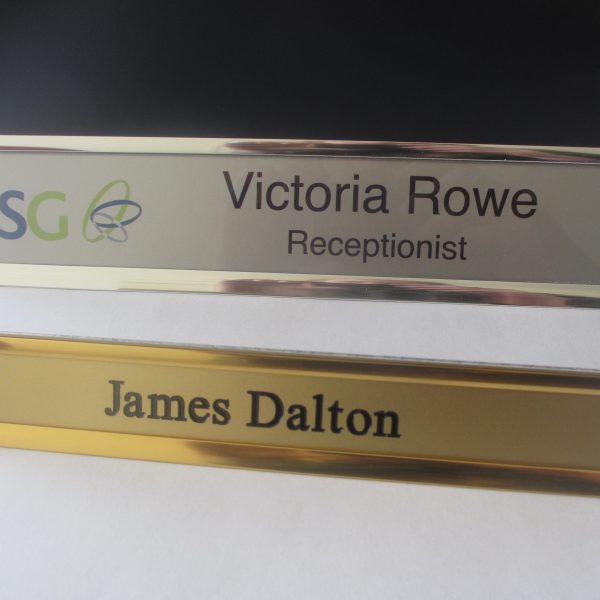 SG
Victoria Rowe
Receptionist
James Dalton